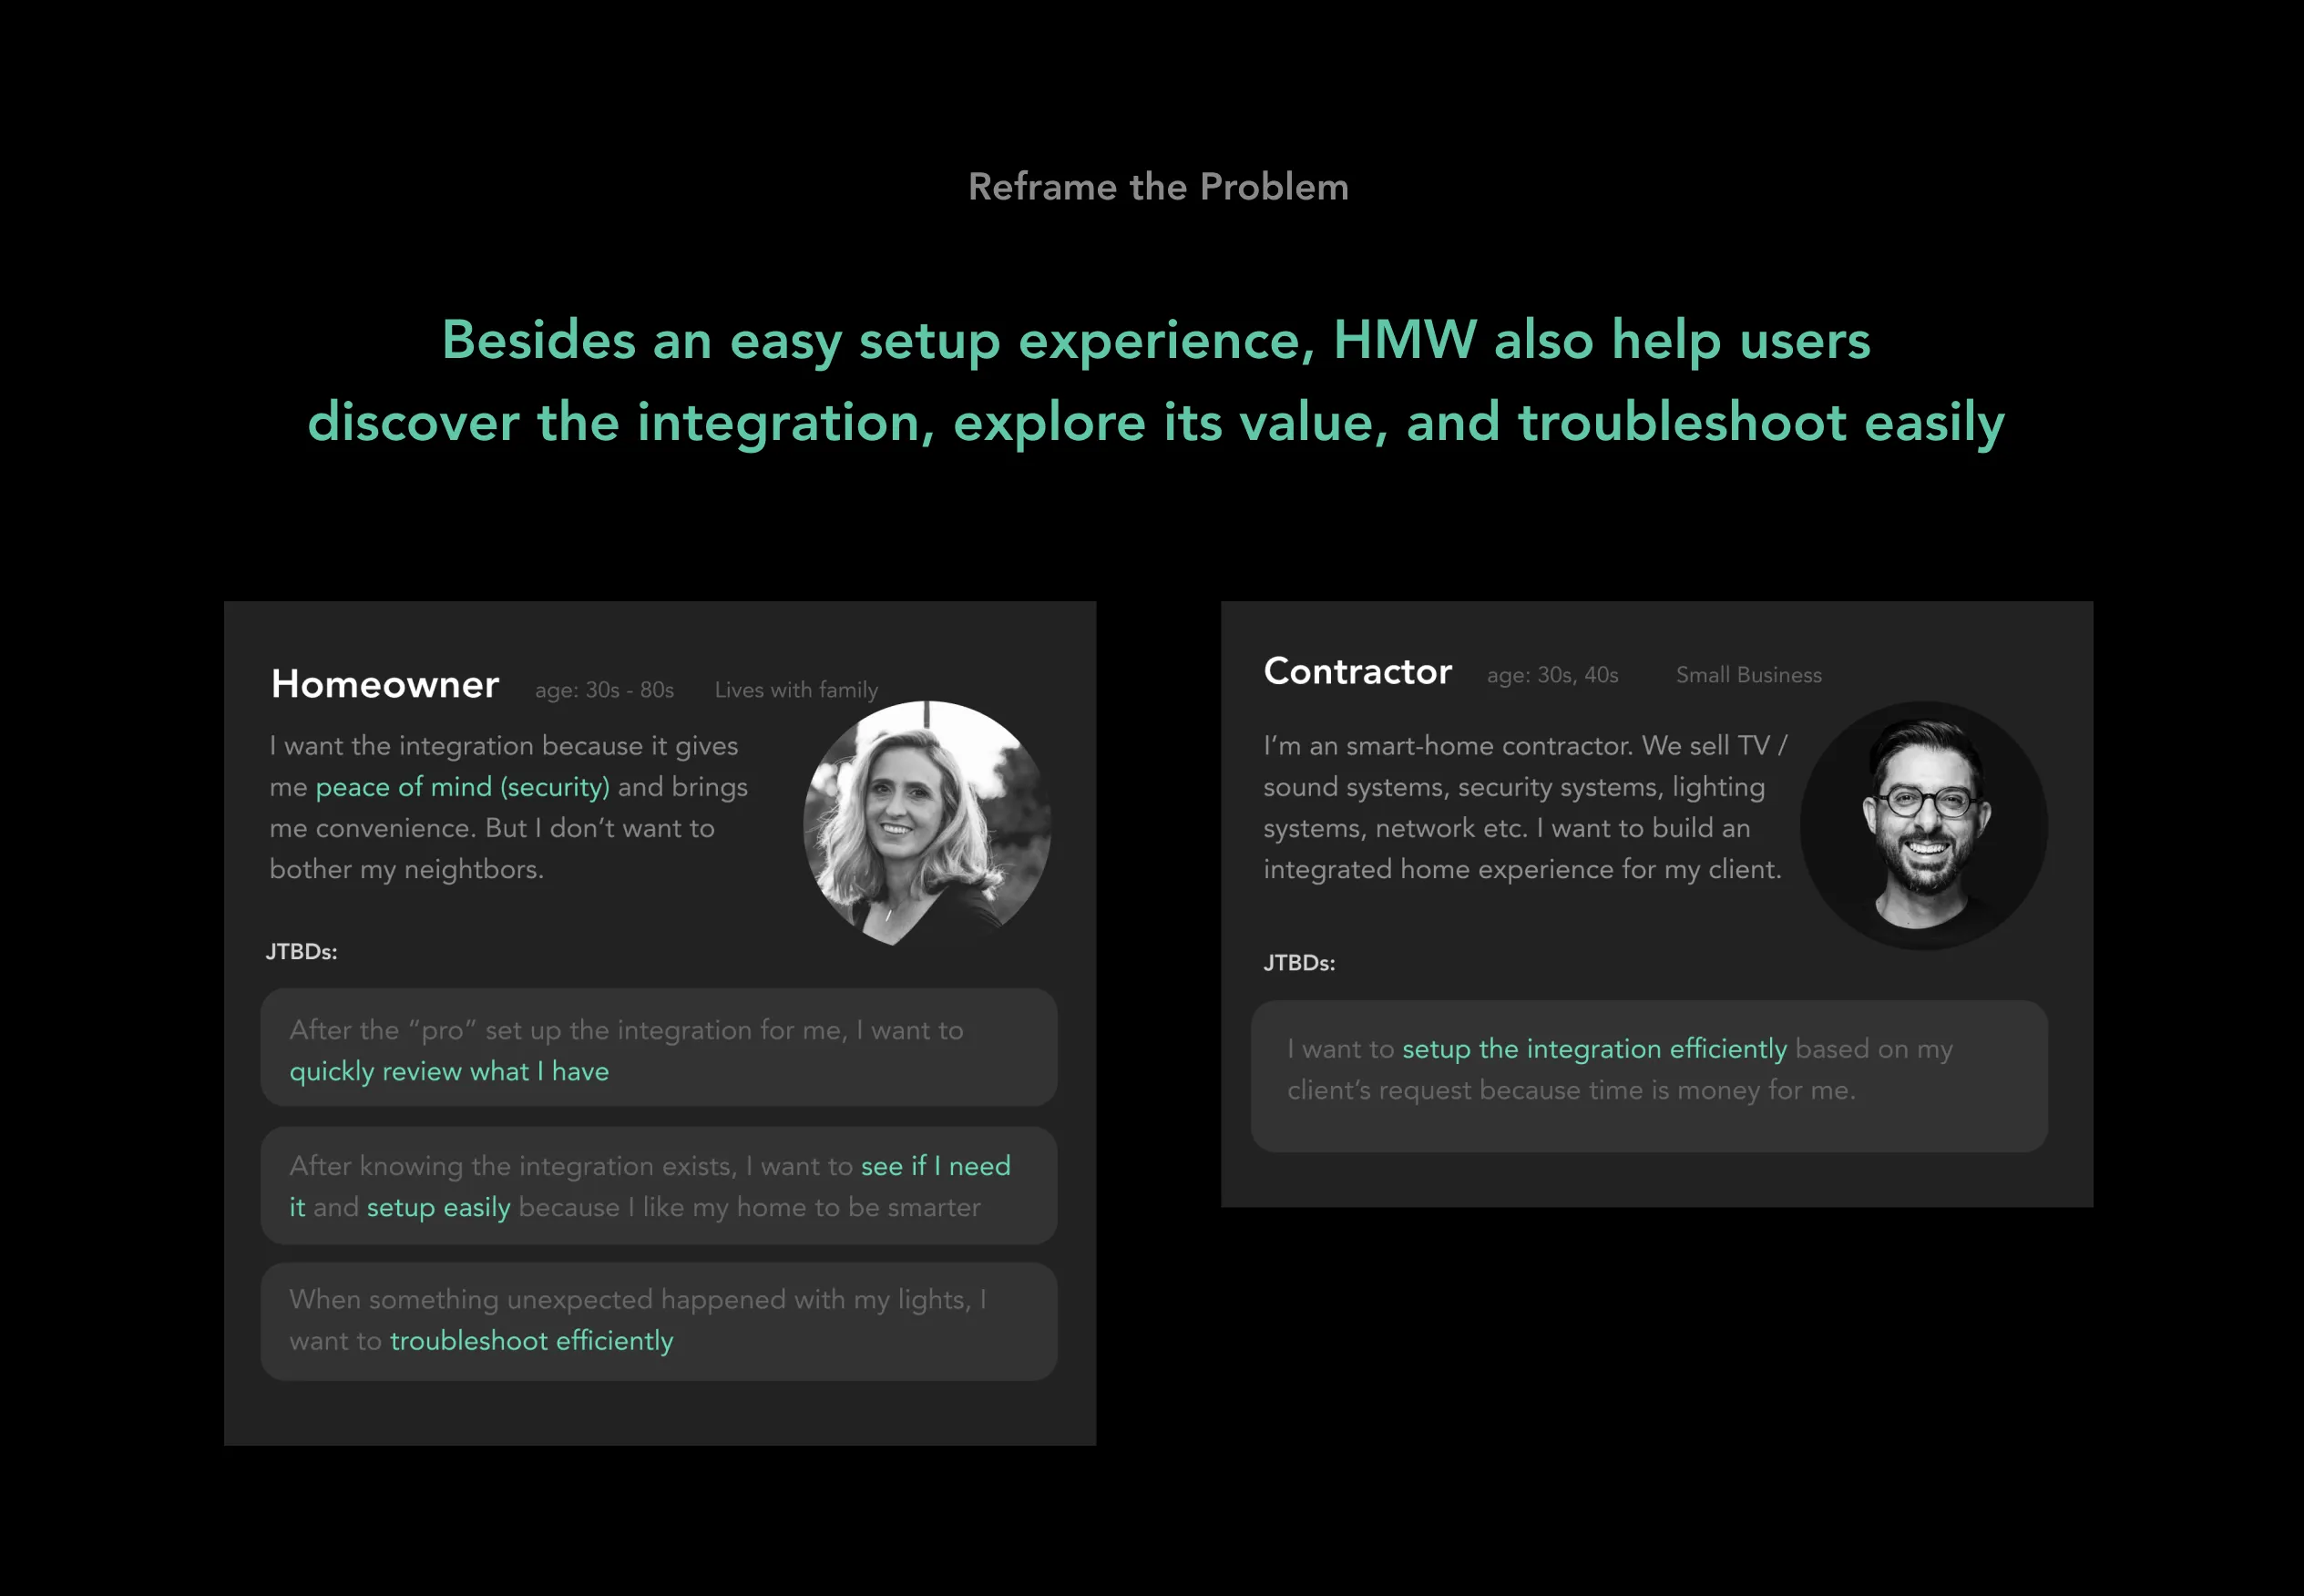 Reframe the Problem
Besides an easy setup experience, HMW also help users
discover the integration, explore its value, and troubleshoot easily
Homeowner age: 30s - 80s Lives with family
I want the integration because it gives
me peace of mind (security) and brings
me convenience. But I don’t want to
bother my neightbors.
JTBDs:
After the “pro” set up the integration for me, I want to
quickly review what I have
After knowing the integration exists, I want to see if I need
it and setup easily because I like my home to be smarter
When something unexpected happened with my lights, I
want to troubleshoot efficiently
Contractor age: 30s, 40s Small Business
I’m an smart-home contractor. We sell TV /
sound systems, security systems, lighting
systems, network etc. I want to build an
integrated home experience for my client.
JTBDs:
I want to setup the integration efficiently based on my
client’s request because time is money for me.